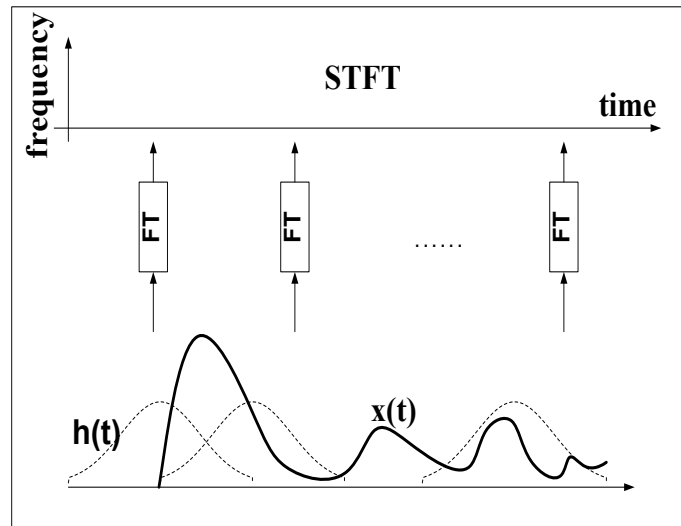 frequency
STFT
time
FT
FT
FT
......
h(t)
x(t)